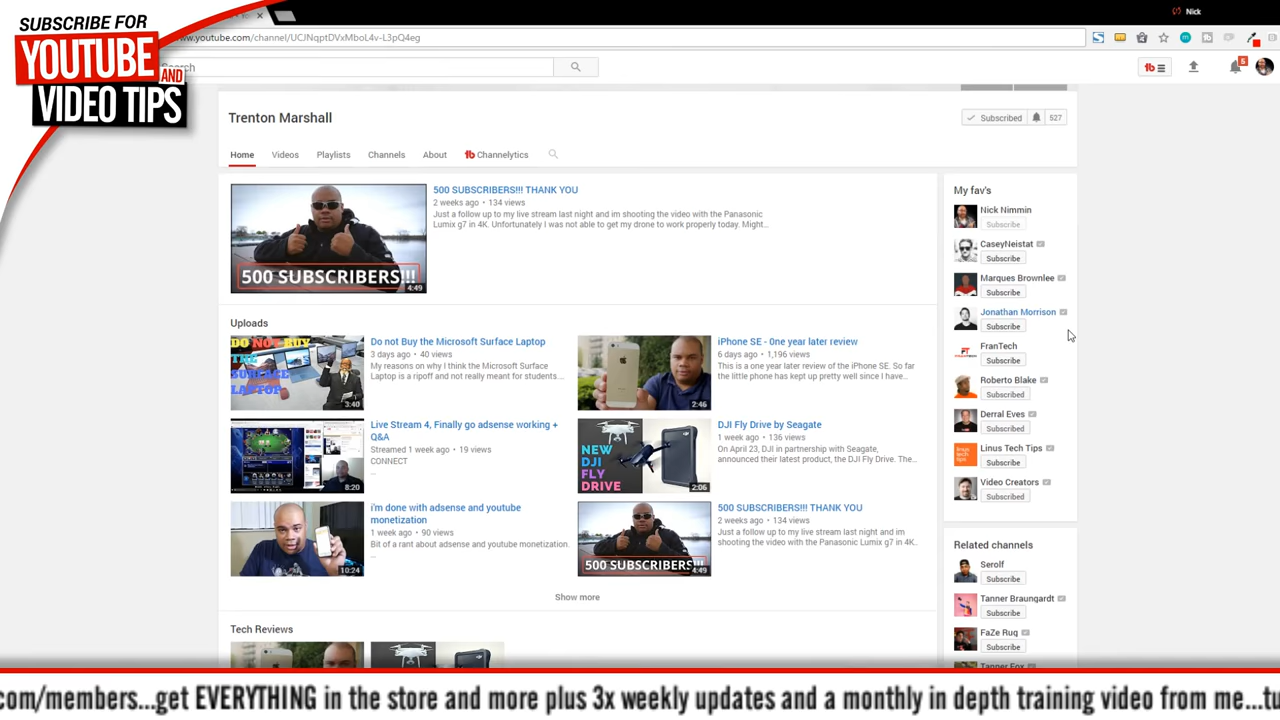 SUBSCRIBE FOR
YOUTUBE
AND
VIDEO TIPS
Nick
w.youtube.com/channel/UCJNqptDVxMboL4v-L3pQ4eg
Search
5
Trenton Marshall
Subscribed 527
Home Videos Playlists Channels About Channelytics
500 SUBSCRIBERS!!!
4:49
500 SUBSCRIBERS!!! THANK YOU
2 weeks ago • 134 views
Just a follow up to my live stream last night and im shooting the video with the Panasonic
Lumix g7 in 4K. Unfortunately I was not able to get my drone to work properly today. Might...
Uploads
DO NOT BUY
THE
SURFACE
LAPTOP
3:40
Do not Buy the Microsoft Surface Laptop
3 days ago • 40 views
My reasons on why I think the Microsoft Surface
Laptop is a ripoff and not really meant for students...
2:46
iPhone SE - One year later review
6 days ago • 1,196 views
This is a one year later review of the iPhone SE. So far
the little phone has kept up pretty well since I have...
8:20
Live Stream 4, Finally go adsense working +
Q&A
Streamed 1 week ago • 19 views
CONNECT
...
NEW
DJI
FLY
DRIVE
2:06
DJI Fly Drive by Seagate
1 week ago • 136 views
On April 23, DJI in partnership with Seagate,
announced their latest product, the DJI Fly Drive. The...
10:24
i'm done with adsense and youtube
monetization
1 week ago • 90 views
Bit of a rant about adsense and youtube monetization.
...
500 SUBSCRIBERS!!!
4:49
500 SUBSCRIBERS!!! THANK YOU
2 weeks ago • 134 views
Just a follow up to my live stream last night and im
shooting the video with the Panasonic Lumix g7 in 4K.
Show more
Tech Reviews
My fav's
Nick Nimmin
Subscribe
CaseyNeistat
Subscribe
Marques Brownlee
Subscribe
Jonathan Morrison
Subscribe
FranTech
Subscribe
Roberto Blake
Subscribed
Derral Eves
Subscribed
Linus Tech Tips
Subscribe
Video Creators
Subscribed
Related channels
Serolf
Subscribe
Tanner Braungardt
Subscribe
FaZe Rug
Subscribe
Tanner Fox
com/members...get EVERYTHING in the store and more plus 3x weekly updates and a monthly in depth training video from me...tu